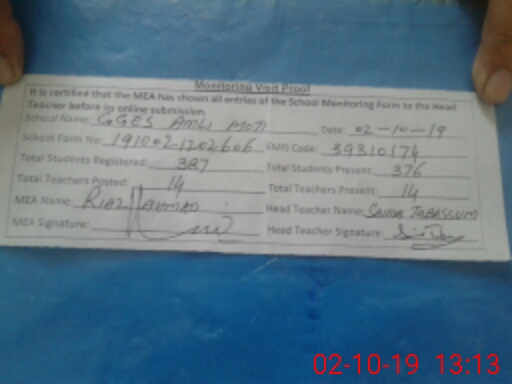 Monitoring Visit Proof
It is certified that the MEA has shown all entries of the School Monitoring Form to the Head
Teacher before its online submission.
School Name: GGES AMLI MOTI Date: 02-10-19
School Form No: 191002-1202606 EMIS Code: 39310174
Total Students Registered: 387 Total Students Present: 376
Total Teachers Posted: 14 Total Teachers Present: 14
MEA Name: RIAZ AHMAD Head Teacher Name: TABASSUM
MEA Signature: Head Teacher Signature:
02-10-19 13:13